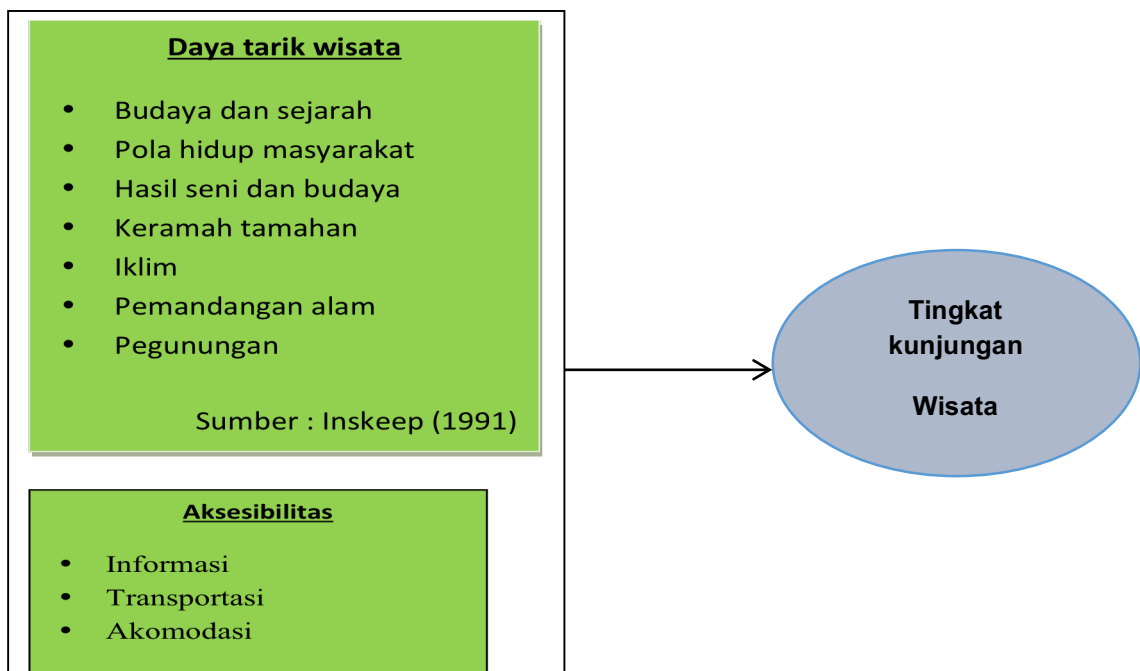 Daya tarik wisata
• Budaya dan sejarah
• Pola hidup masyarakat
• Hasil seni dan budaya
• Keramah tamahan
• Iklim
• Pemandangan alam
• Pegunungan
Sumber : Inskeep (1991)
Aksesibilitas
• Informasi
• Transportasi
• Akomodasi
Tingkat
kunjungan
Wisata